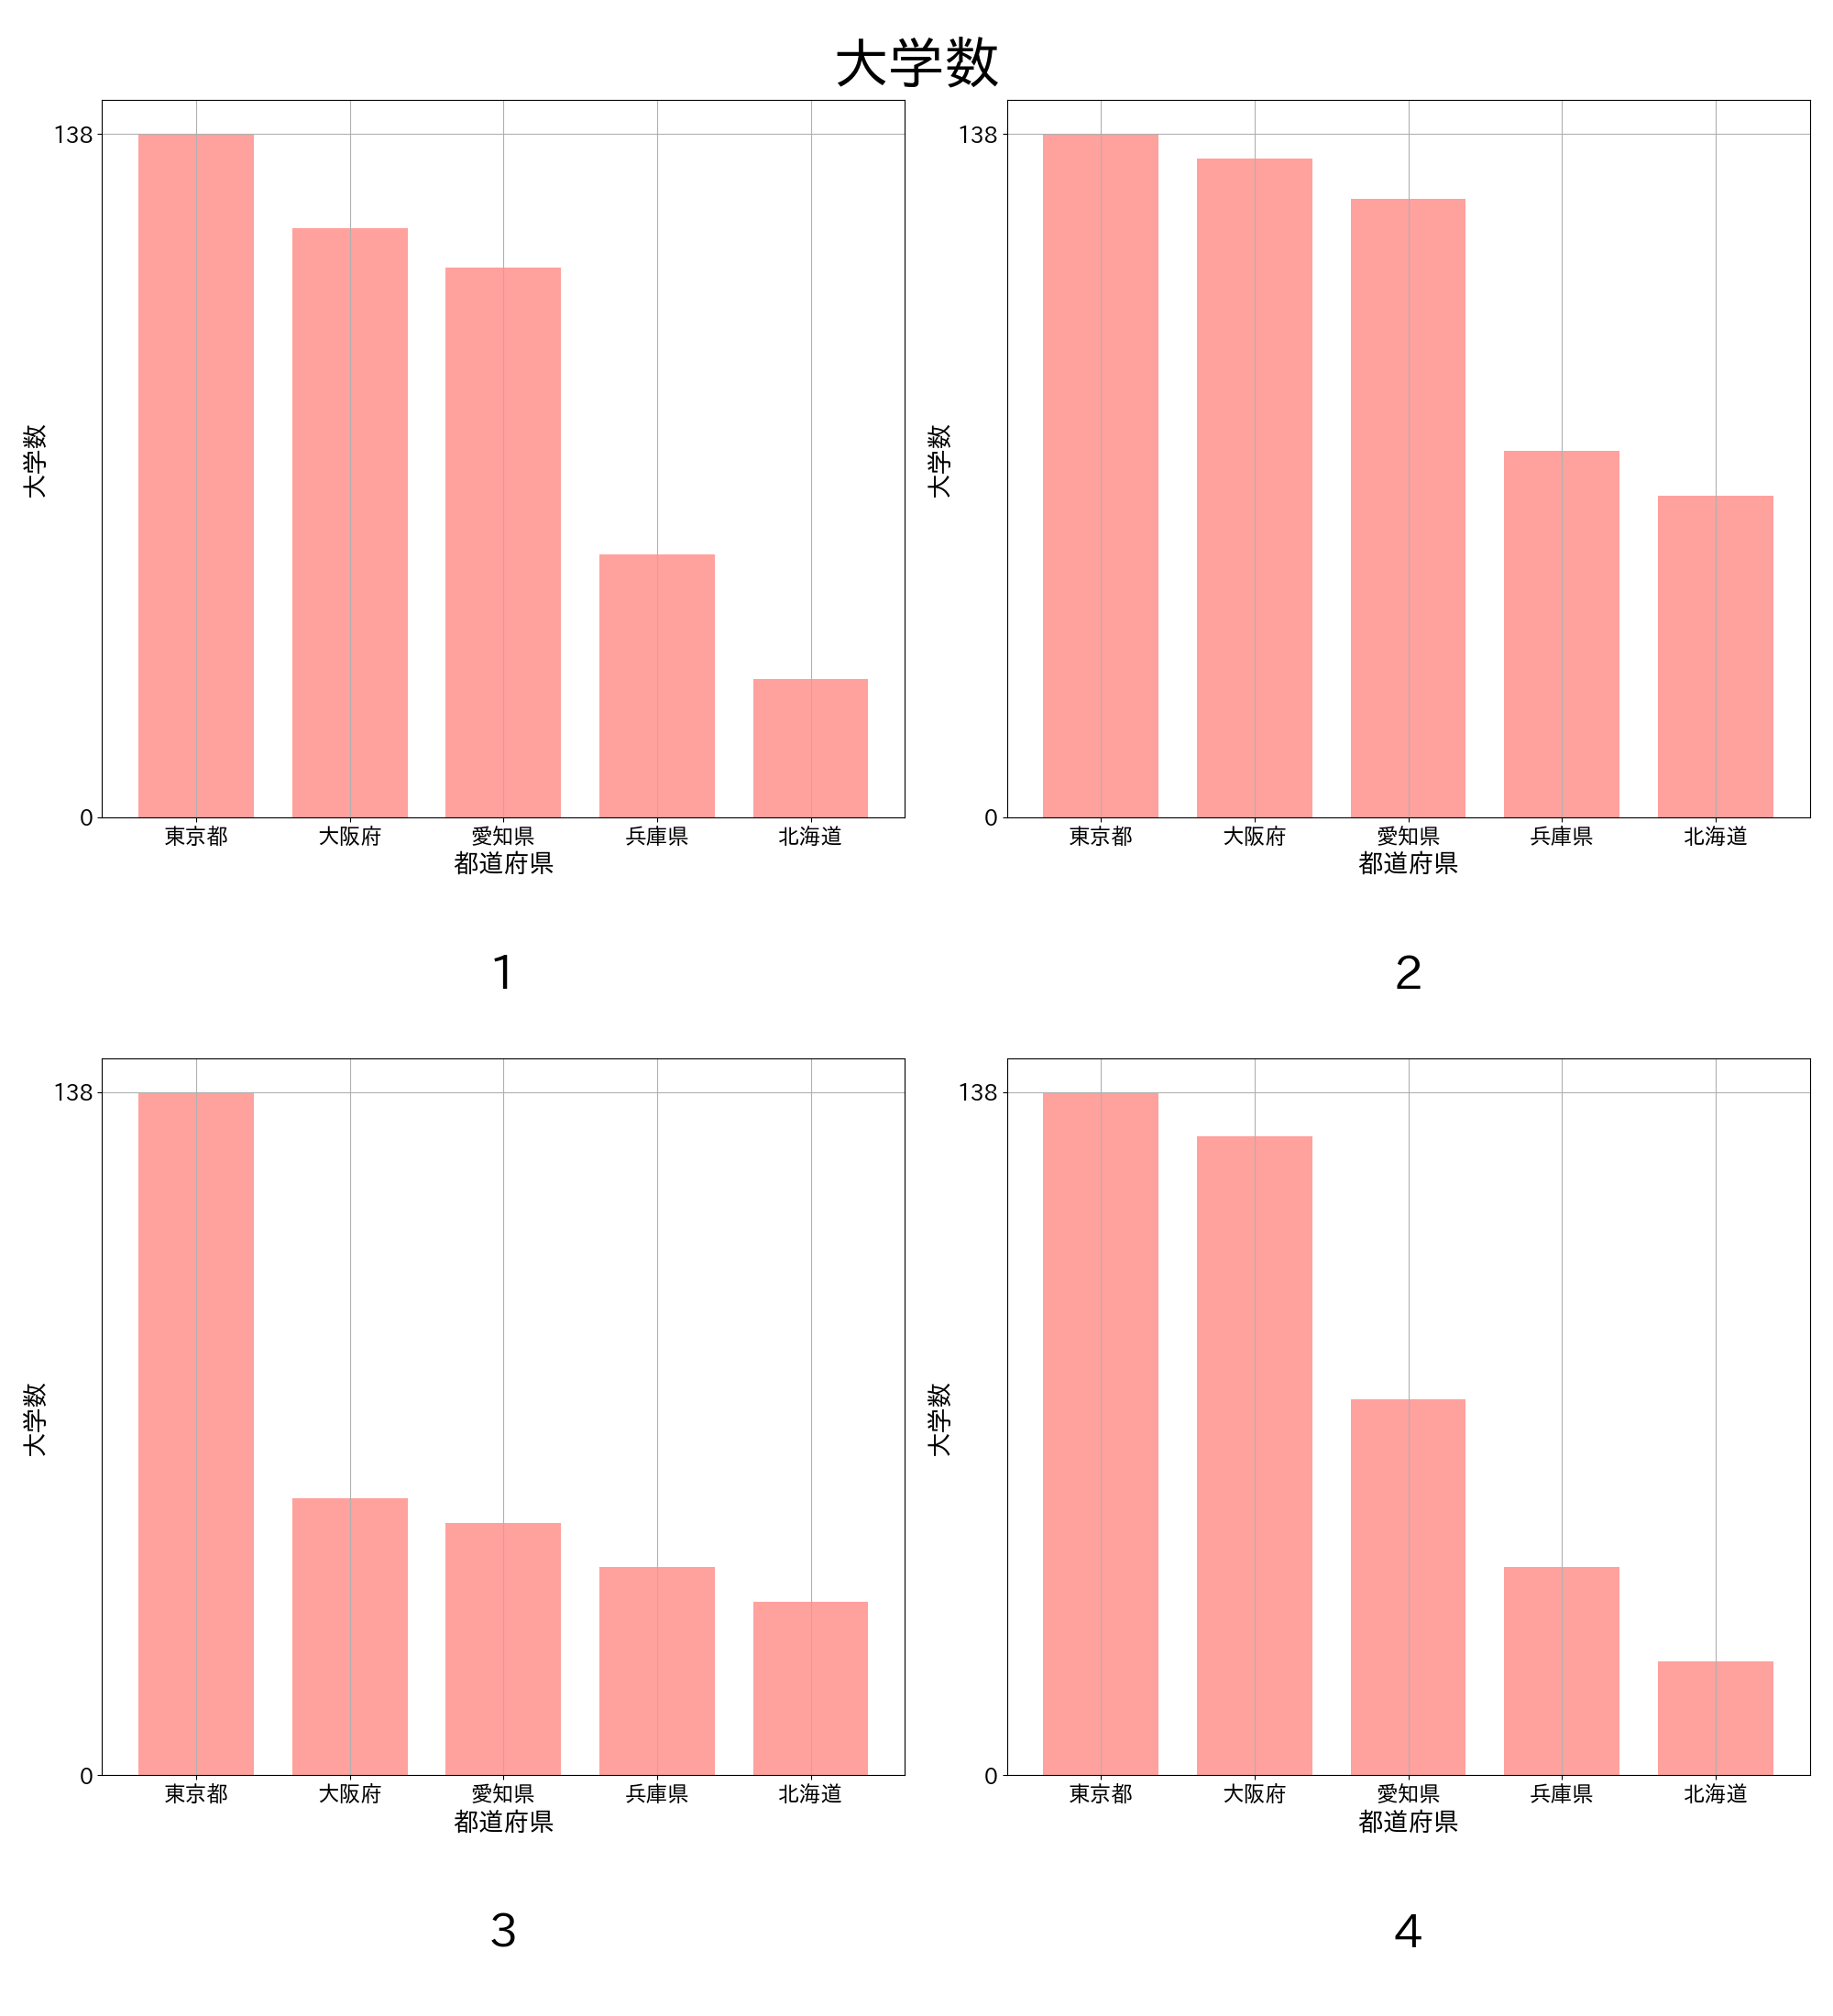 大学数
138
大学数
0
東京都 大阪府 愛知県 兵庫県 北海道
都道府県
1
138
大学数
0
東京都 大阪府 愛知県 兵庫県 北海道
都道府県
2
138
大学数
0
東京都 大阪府 愛知県 兵庫県 北海道
都道府県
3
138
大学数
0
東京都 大阪府 愛知県 兵庫県 北海道
都道府県
4